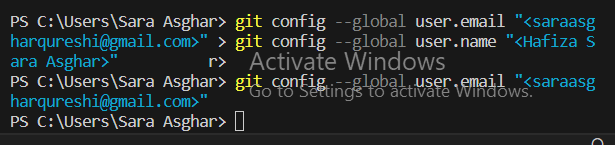 PS C:\Users\Sara Asghar> git config --global user.email "<saraasg
harqureshi@gmail.com>" > git config --global user.name "<Hafiza S
ara Asghar>"            r>
Activate Windows
PS C:\Users\Sara Asghar> git config --global user.email "<saraasg
harqureshi@gmail.com>"
Go to Settings to activate Windows.
PS C:\Users\Sara Asghar>